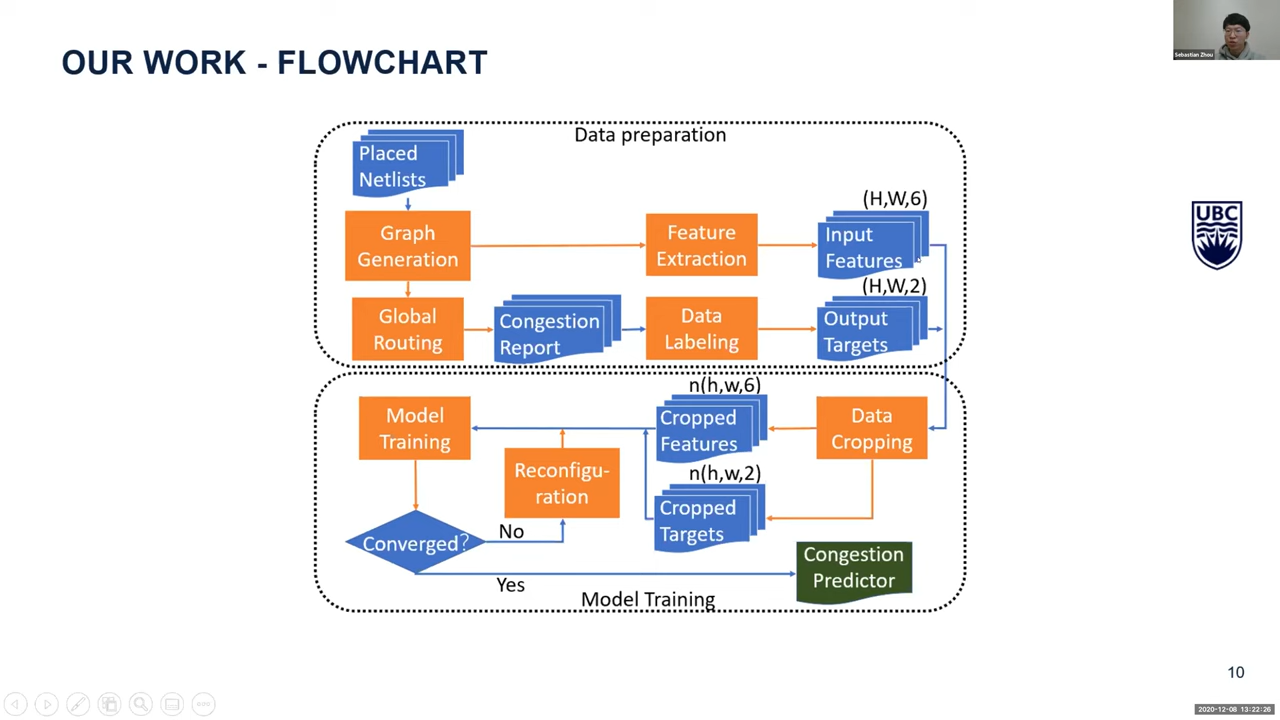 OUR WORK - FLOWCHART
Sebastian Zhou
Data preparation
Placed
Netlists
(H,W,6)
Graph
Generation
Feature
Extraction
Input
Features
(H,W,2)
Global
Routing
Congestion
Report
Data
Labeling
Output
Targets
UBC
n(h,w,6)
Model
Training
Cropped
Features
Data
Cropping
Reconfigu-
ration
n(h,w,2)
Cropped
Targets
Converged?
No
Yes
Congestion
Predictor
Model Training
10
2020-12-08 13:22:26